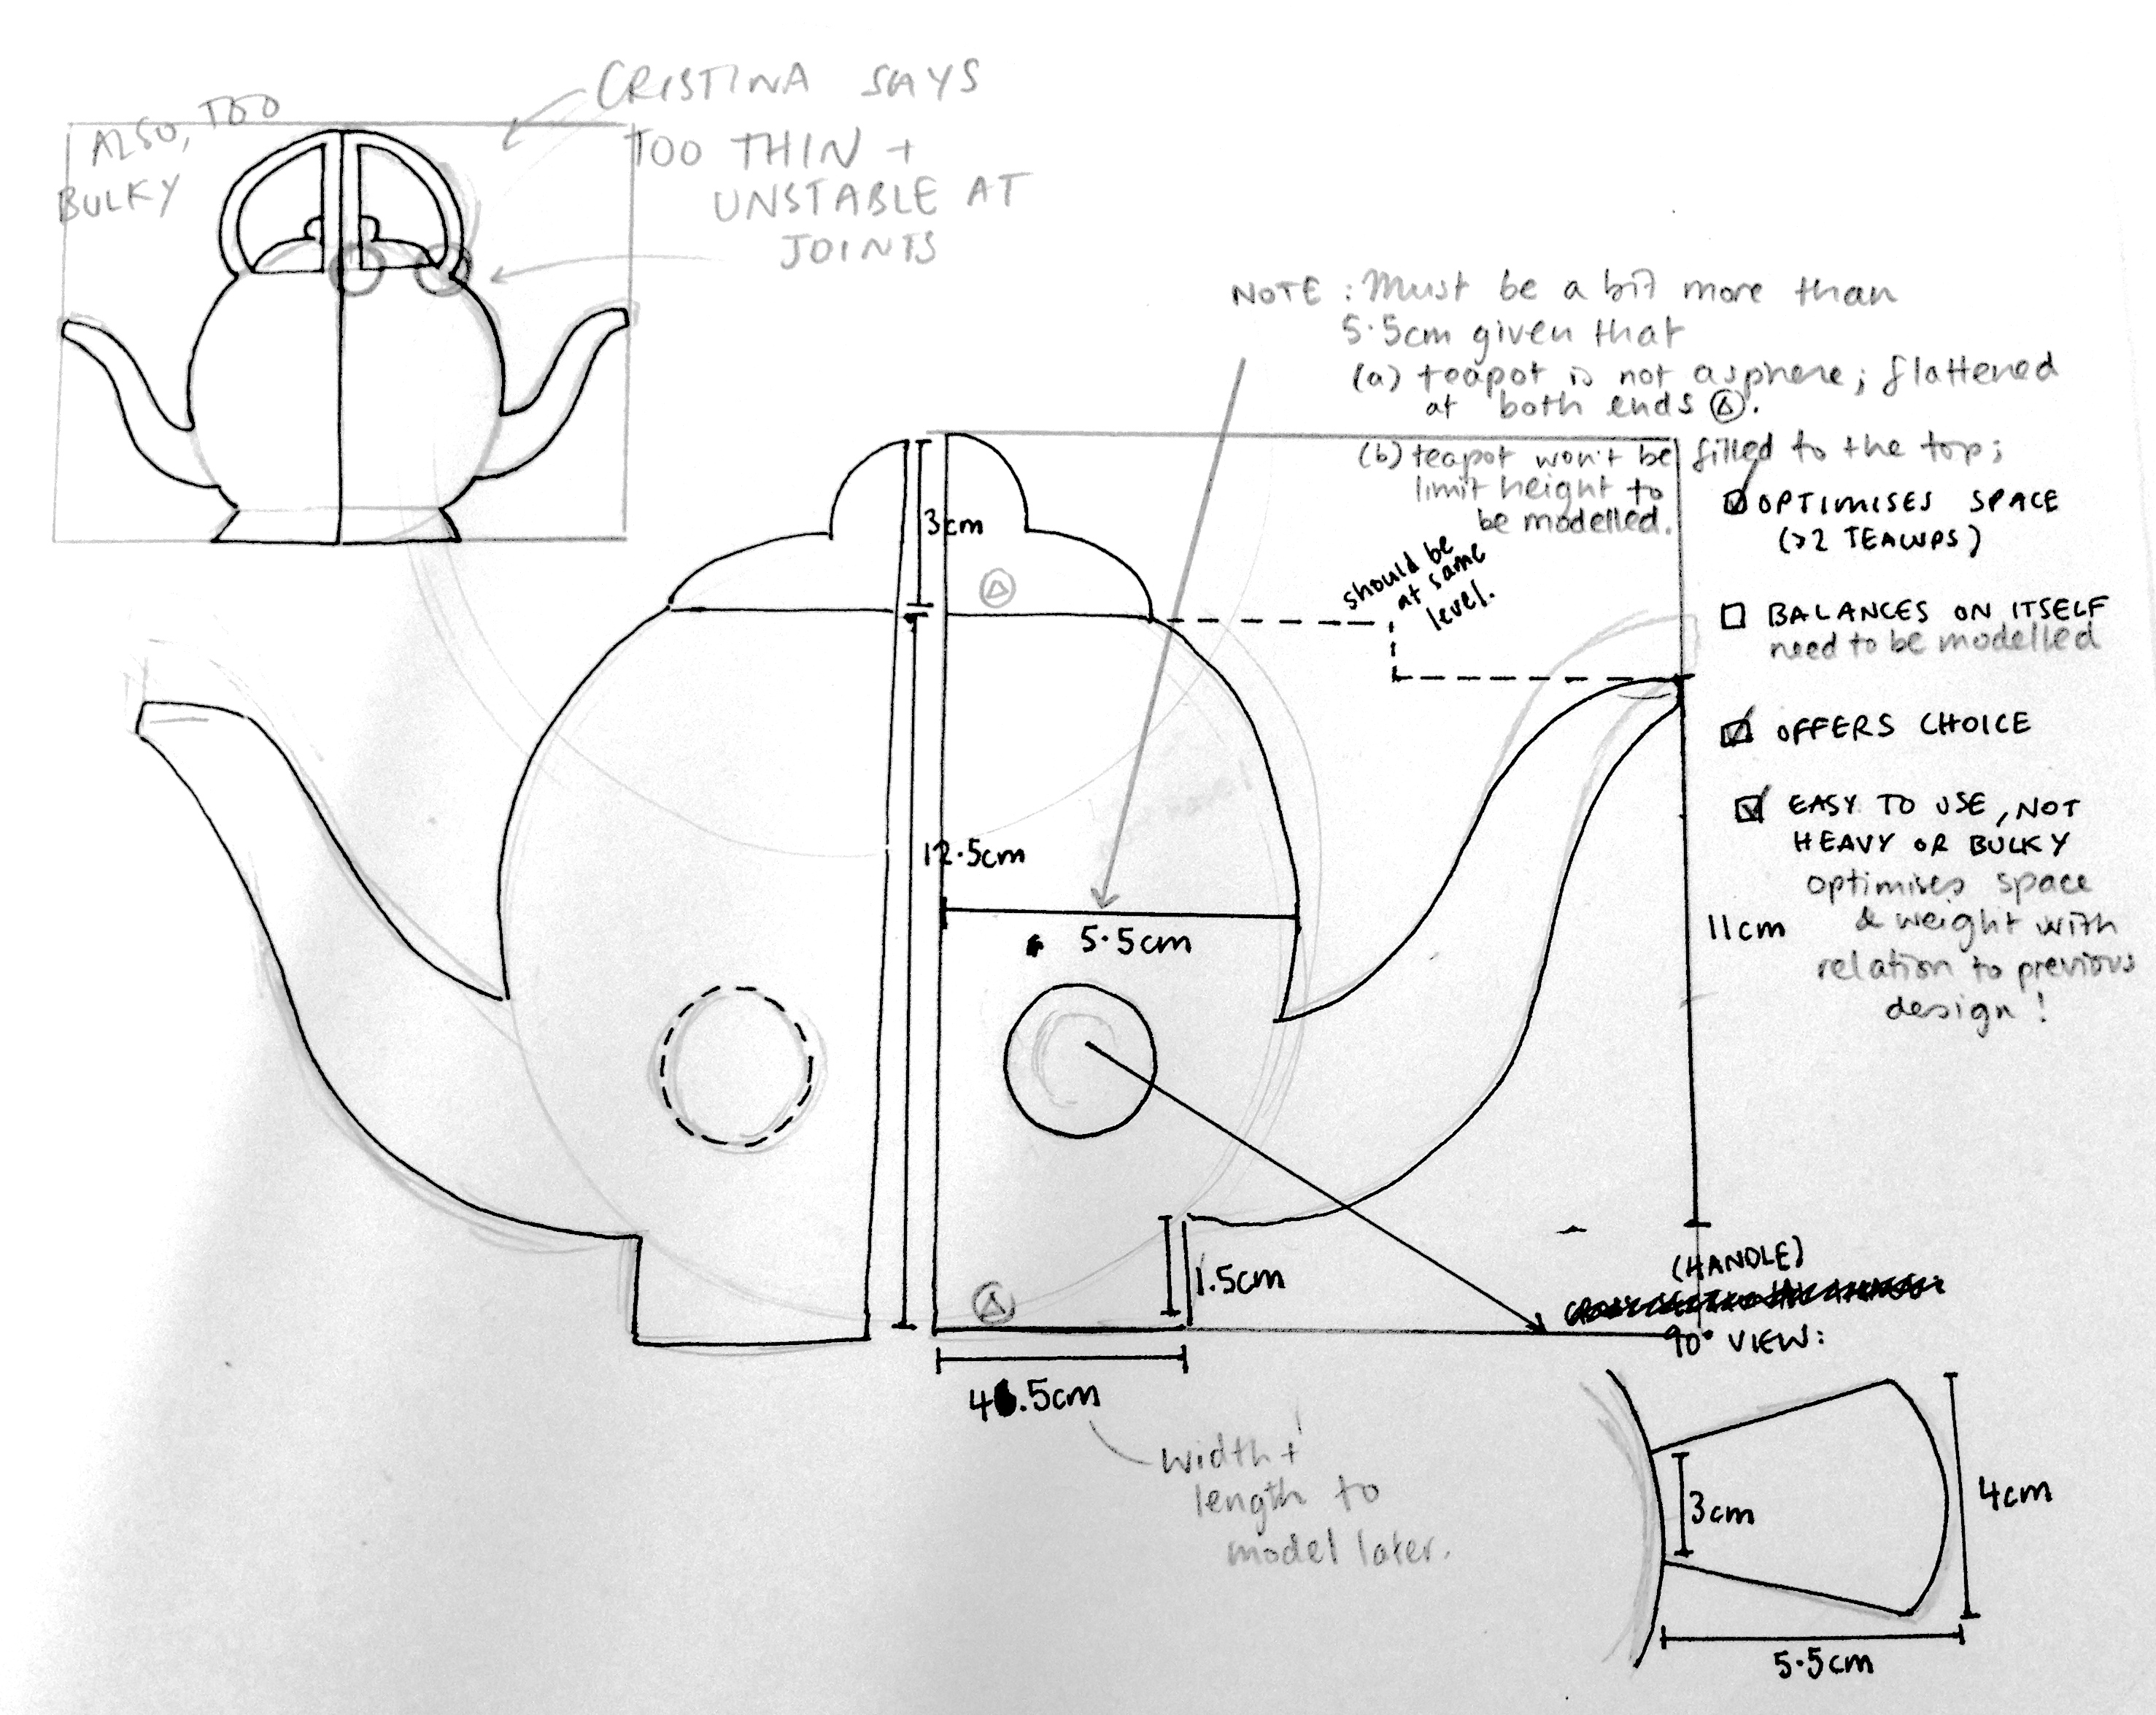 ALSO, TOO
BULKY
CRISTINA SAYS
TOO THIN +
UNSTABLE AT
JOINTS
NOTE : Must be a bit more than
5.5cm given that
(a) teapot is not a sphere; flattened
at both ends △.
(b) teapot won't be filled to the top;
limit height to
be modelled.
should be
at same
level.
☑ OPTIMISES SPACE
(>2 TEACUPS)
☐ BALANCES ON ITSELF
need to be modelled
☑ OFFERS CHOICE
☑ EASY TO USE, NOT
HEAVY OR BULKY
optimises space
& weight with
relation to previous
design!
3cm
△
12.5cm
5.5cm
11cm
1.5cm
△
4.5cm
width +
length to
model later.
(HANDLE)
90° VIEW:
3cm
4cm
5.5cm